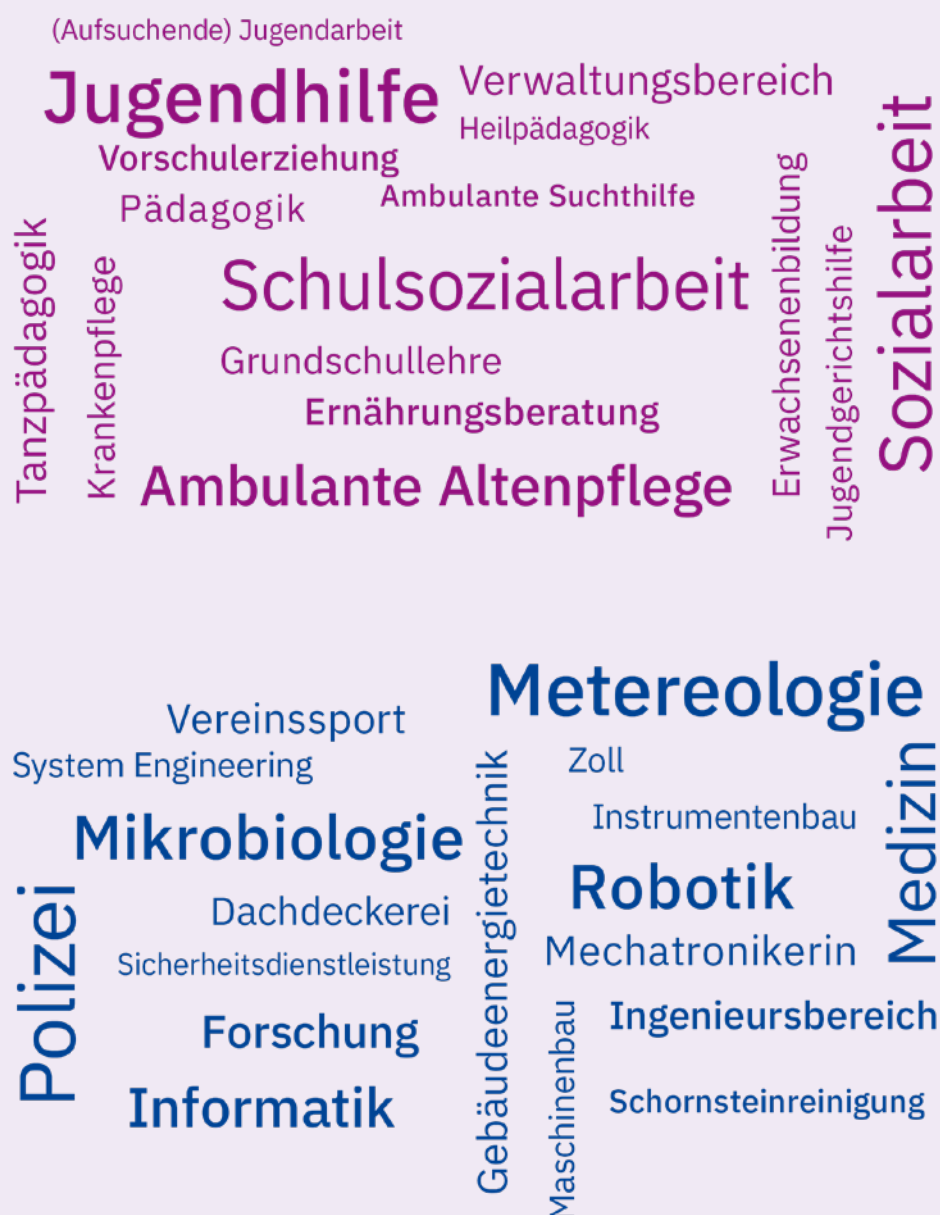 (Aufsuchende) Jugendarbeit
Jugendhilfe
Verwaltungsbereich
Heilpädagogik
Vorschulerziehung
Pädagogik
Ambulante Suchthilfe
Tanzpädagogik
Krankenpflege
Schulsozialarbeit
Erwachsenenbildung
Jugendgerichtshilfe
Sozialarbeit
Grundschullehre
Ernährungsberatung
Ambulante Altenpflege
Metereologie
Vereinssport
System Engineering
Zoll
Medizin
Mikrobiologie
Instrumentenbau
Gebäudeenergietechnik
Robotik
Polizei
Dachdeckerei
Mechatronikerin
Sicherheitsdienstleistung
Forschung
Ingenieursbereich
Maschinenbau
Informatik
Schornsteinreinigung